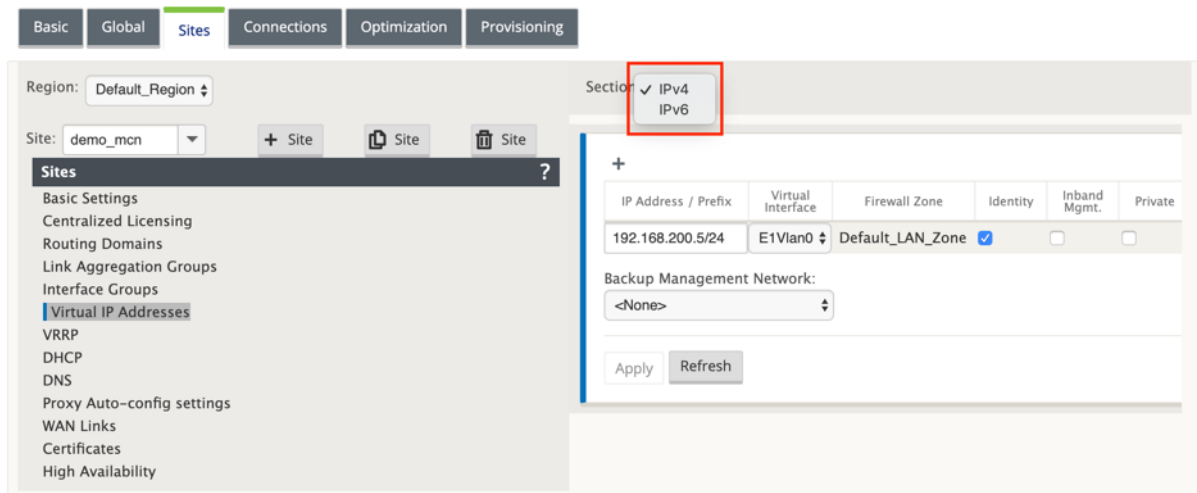 Basic Global Sites Connections Optimization Provisioning
Region: Default_Region
Section IPv4
IPv6
Site: demo_mcn + Site Site Site
Sites ?
Basic Settings
Centralized Licensing
Routing Domains
Link Aggregation Groups
Interface Groups
Virtual IP Addresses
VRRP
DHCP
DNS
Proxy Auto-config settings
WAN Links
Certificates
High Availability
+
IP Address / Prefix Virtual Interface Firewall Zone Identity Inband Mgmt. Private
192.168.200.5/24 E1Vlan0 Default_LAN_Zone
Backup Management Network:
<None>
Apply Refresh